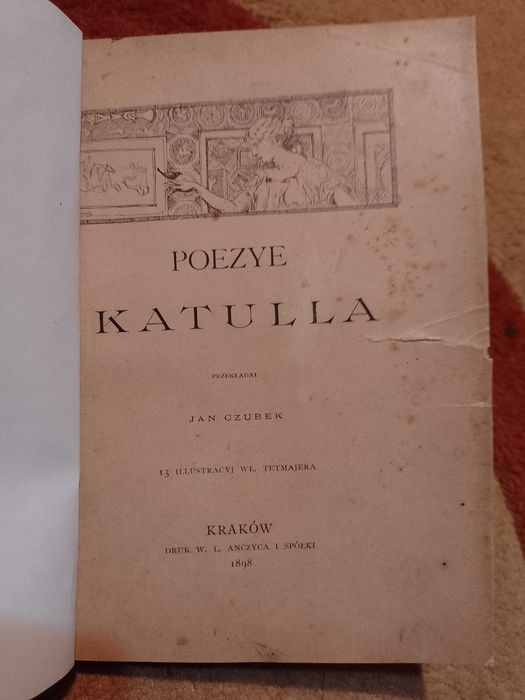 POEZYE
KATULLA
PRZEKŁADAŁ
JAN CZUBEK
13 ILLUSTRACYJ WŁ. TETMAJERA
KRAKÓW
DRUK W. L. ANCZYCA I SPÓŁKI
1898